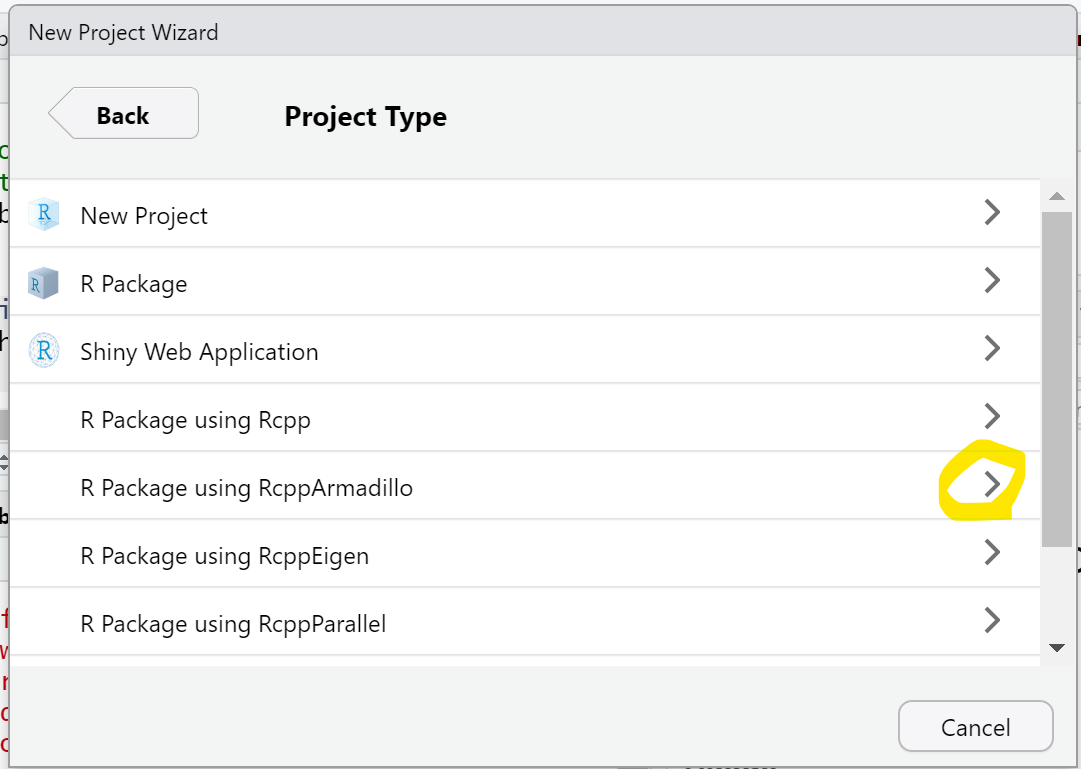 New Project Wizard
Back
Project Type
R New Project
R R Package
R Shiny Web Application
R Package using Rcpp
R Package using RcppArmadillo
R Package using RcppEigen
R Package using RcppParallel
Cancel